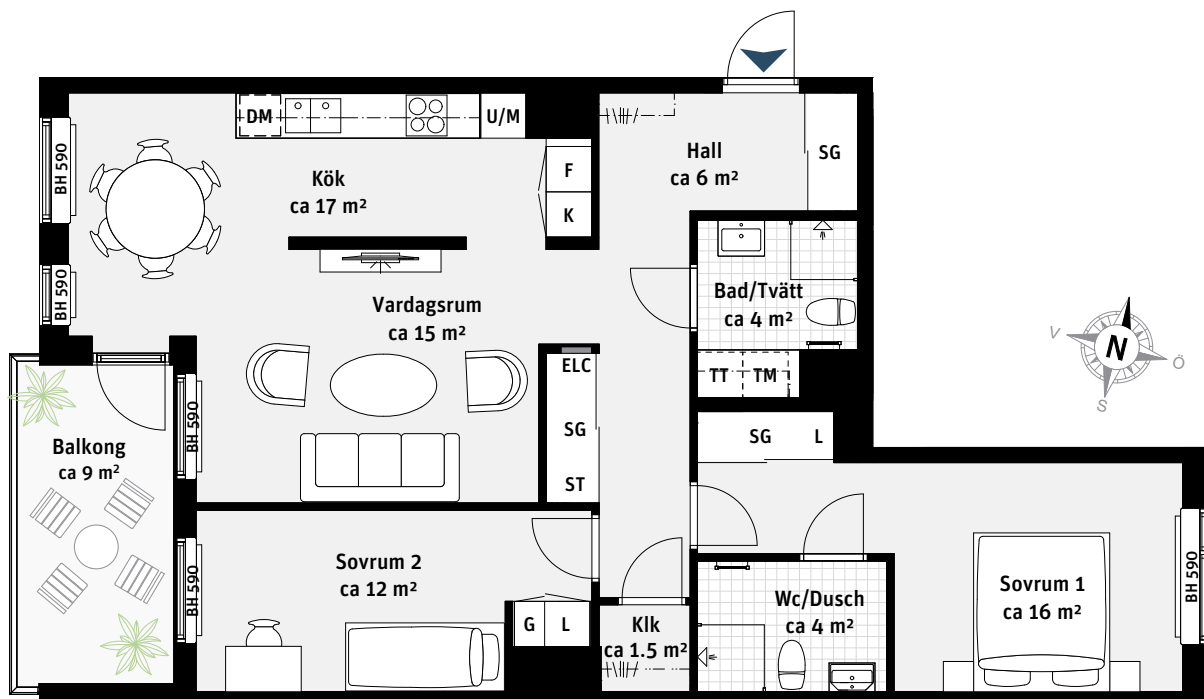 DM
U/M
Hall
ca 6 m²
SG
BH 590
Kök
ca 17 m²
F
K
BH 590
Vardagsrum
ca 15 m²
Bad/Tvätt
ca 4 m²
N
V
Ö
S
ELC
TT
TM
BH 590
SG
SG
L
Balkong
ca 9 m²
ST
BH 590
Sovrum 2
ca 12 m²
G
L
Klk
ca 1.5 m²
Wc/Dusch
ca 4 m²
Sovrum 1
ca 16 m²
BH 590